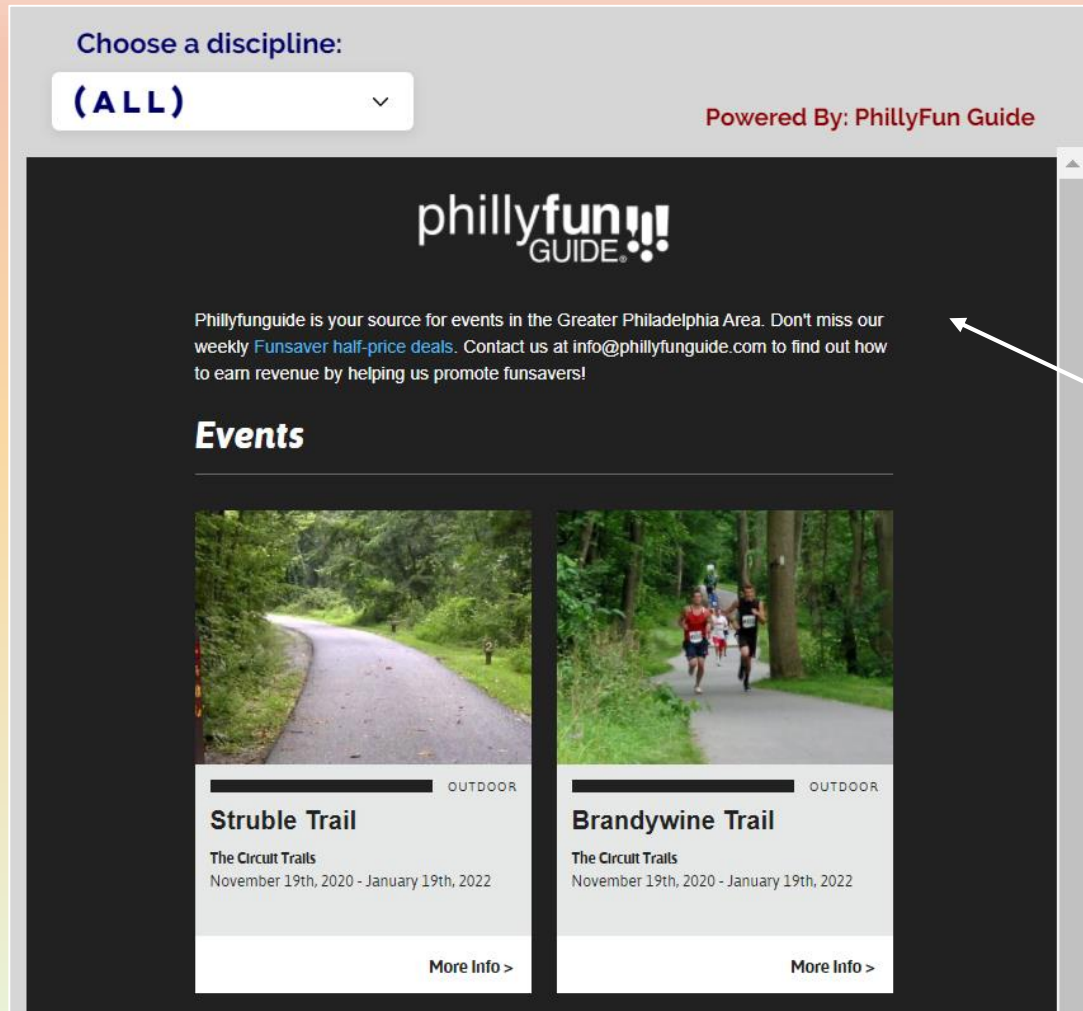 Choose a discipline:
(ALL)
Powered By: PhillyFun Guide
phillyfun
GUIDE®
Phillyfunguide is your source for events in the Greater Philadelphia Area. Don't miss our
weekly Funsaver half-price deals. Contact us at info@phillyfunguide.com to find out how
to earn revenue by helping us promote funsavers!
Events
OUTDOOR
Struble Trail
The Circuit Trails
November 19th, 2020 - January 19th, 2022
More Info >
OUTDOOR
Brandywine Trail
The Circuit Trails
November 19th, 2020 - January 19th, 2022
More Info >